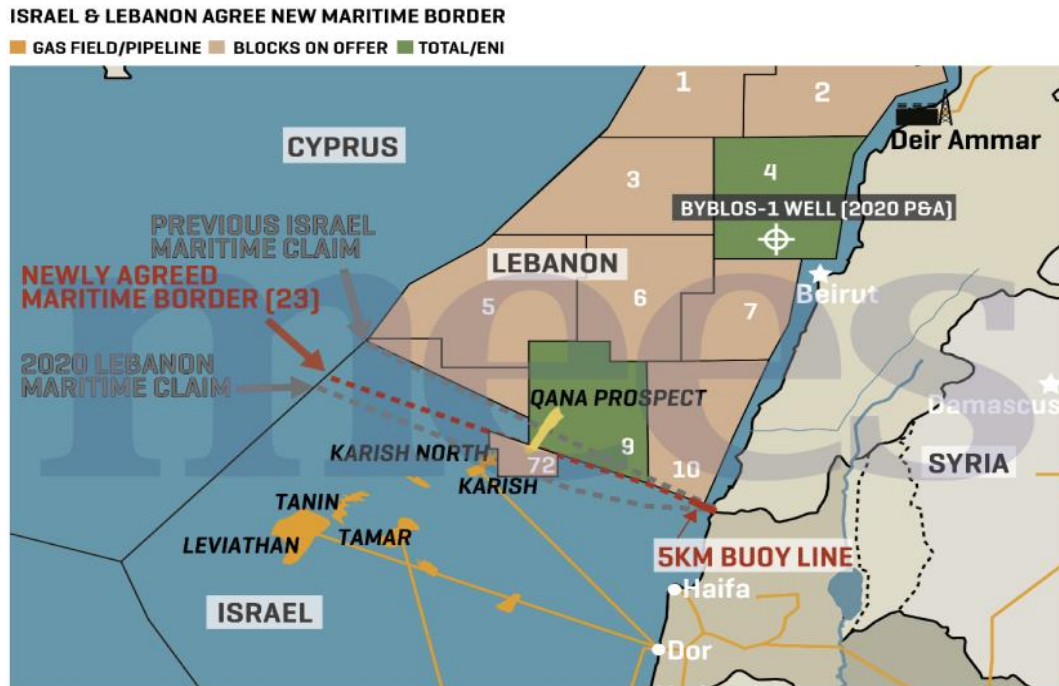 ISRAEL & LEBANON AGREE NEW MARITIME BORDER
GAS FIELD/PIPELINE BLOCKS ON OFFER TOTAL/ENI
1
2
Deir Ammar
CYPRUS
3
4
BYBLOS-1 WELL (2020 P&A)
PREVIOUS ISRAEL
MARITIME CLAIM
NEWLY AGREED
MARITIME BORDER (23)
LEBANON
5
6
7
Beirut
2020 LEBANON
MARITIME CLAIM
mees
QANA PROSPECT
Damascus
KARISH NORTH
72
9
10
SYRIA
KARISH
TANIN
LEVIATHAN
TAMAR
5KM BUOY LINE
Haifa
ISRAEL
Dor